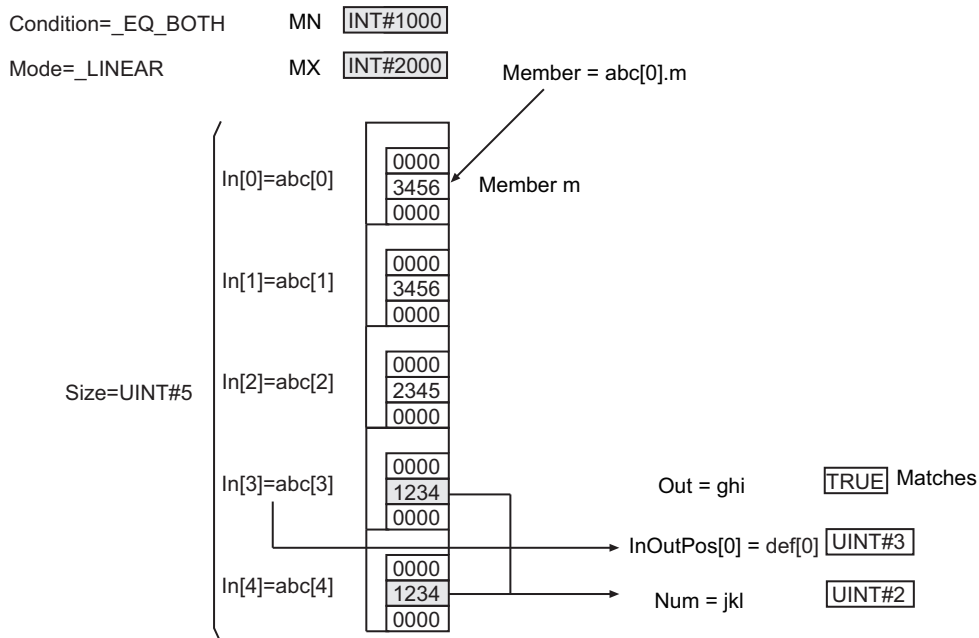 Condition=_EQ_BOTH MN INT#1000
Mode=_LINEAR MX INT#2000
Member = abc[0].m
0000
In[0]=abc[0] 3456 Member m
0000
0000
In[1]=abc[1] 3456
0000
0000
Size=UINT#5 In[2]=abc[2] 2345
0000
0000
In[3]=abc[3] 1234 Out = ghi TRUE Matches
0000
InOutPos[0] = def[0] UINT#3
0000
In[4]=abc[4] 1234 Num = jkl UINT#2
0000